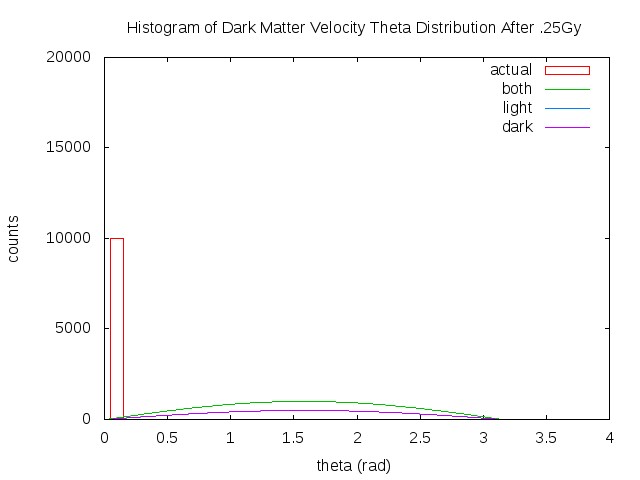 Histogram of Dark Matter Velocity Theta Distribution After .25Gy
20000
15000
10000
5000
0
counts
actual
both
light
dark
0 0.5 1 1.5 2 2.5 3 3.5 4
theta (rad)